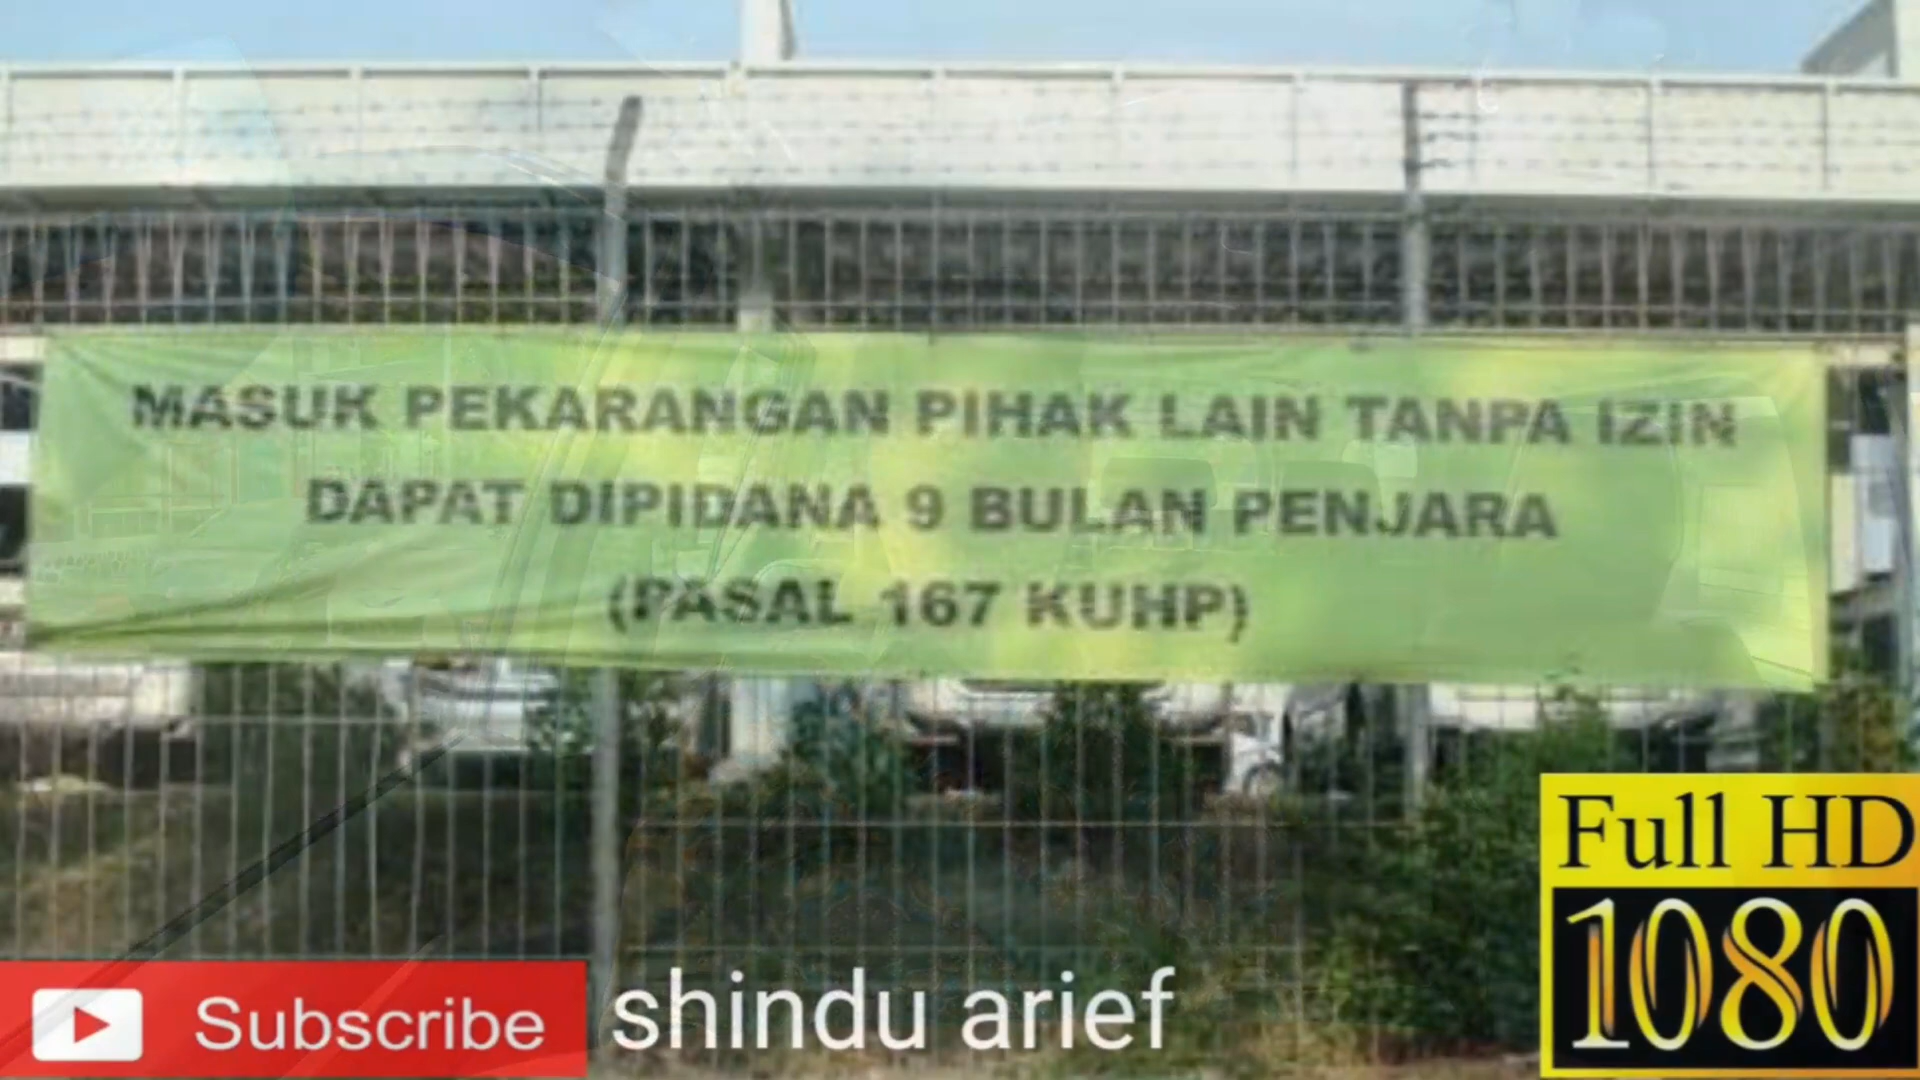 MASUK PEKARANGAN PIHAK LAIN TANPA IZIN
DAPAT DIPIDANA 9 BULAN PENJARA
(PASAL 167 KUHP)
Full HD
1080
Subscribe
shindu arief